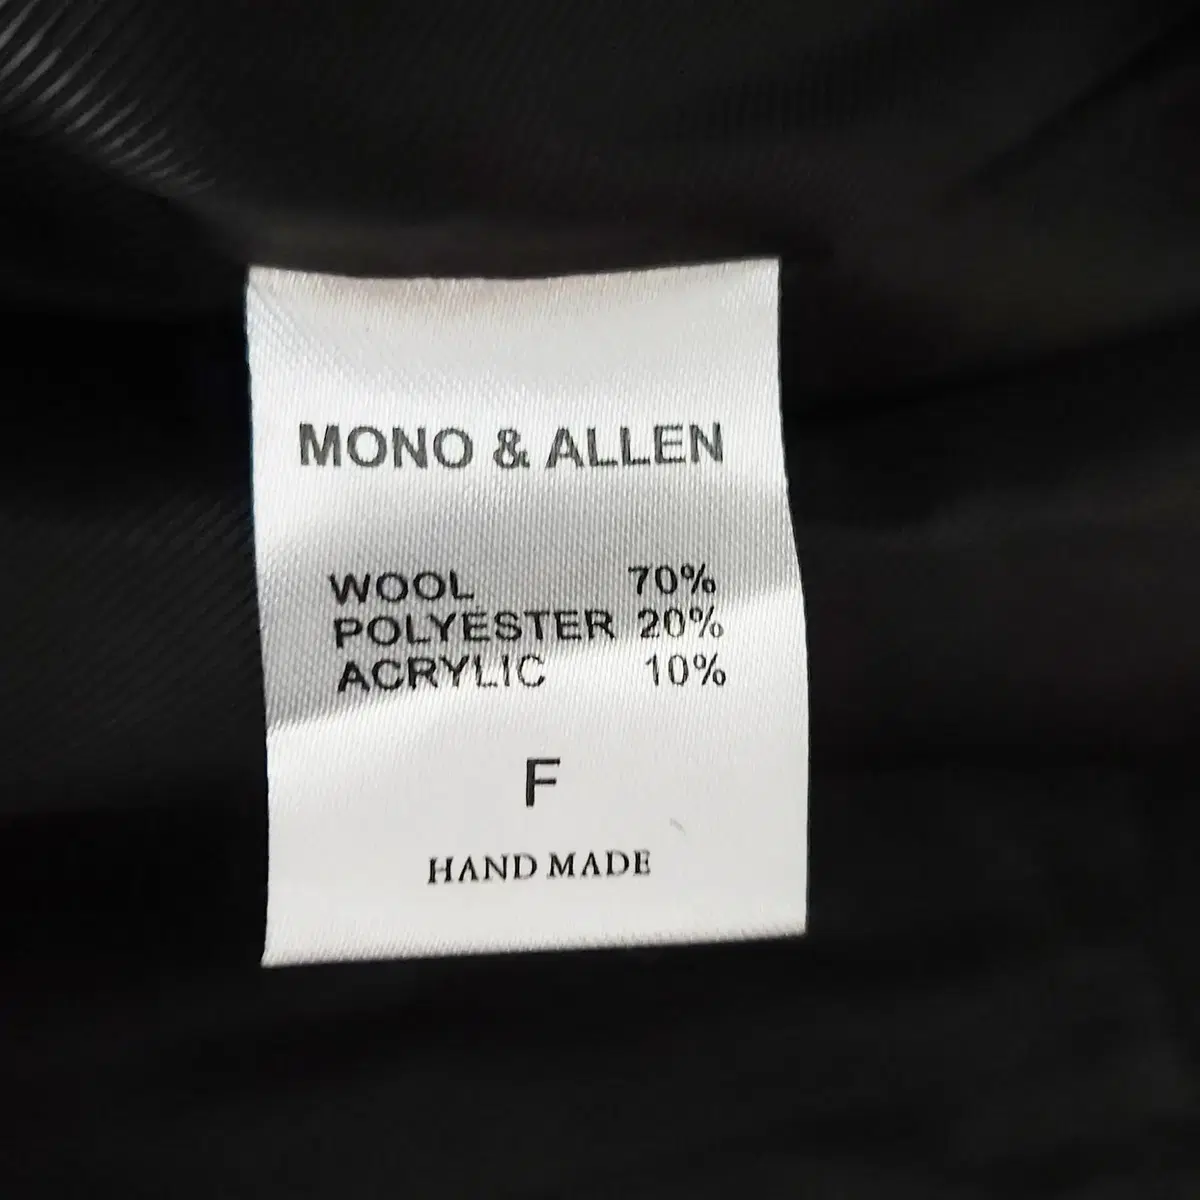 MONO & ALLEN
WOOL 70%
POLYESTER 20%
ACRYLIC 10%
F
HAND MADE